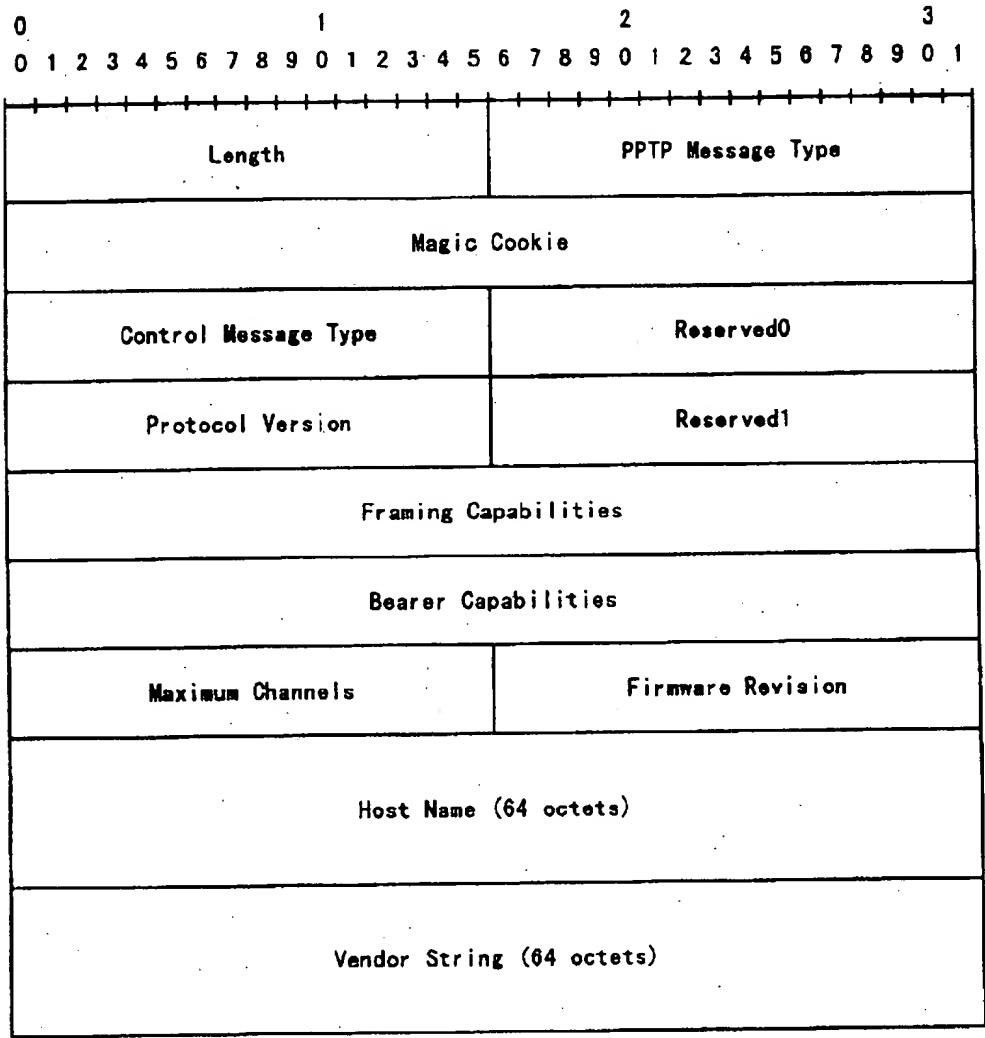 0 1 2 3
0 1 2 3 4 5 6 7 8 9 0 1 2 3 4 5 6 7 8 9 0 1 2 3 4 5 6 7 8 9 0 1
Length PPTP Message Type
Magic Cookie
Control Message Type Reserved0
Protocol Version Reserved1
Framing Capabilities
Bearer Capabilities
Maximum Channels Firmware Revision
Host Name (64 octets)
Vendor String (64 octets)